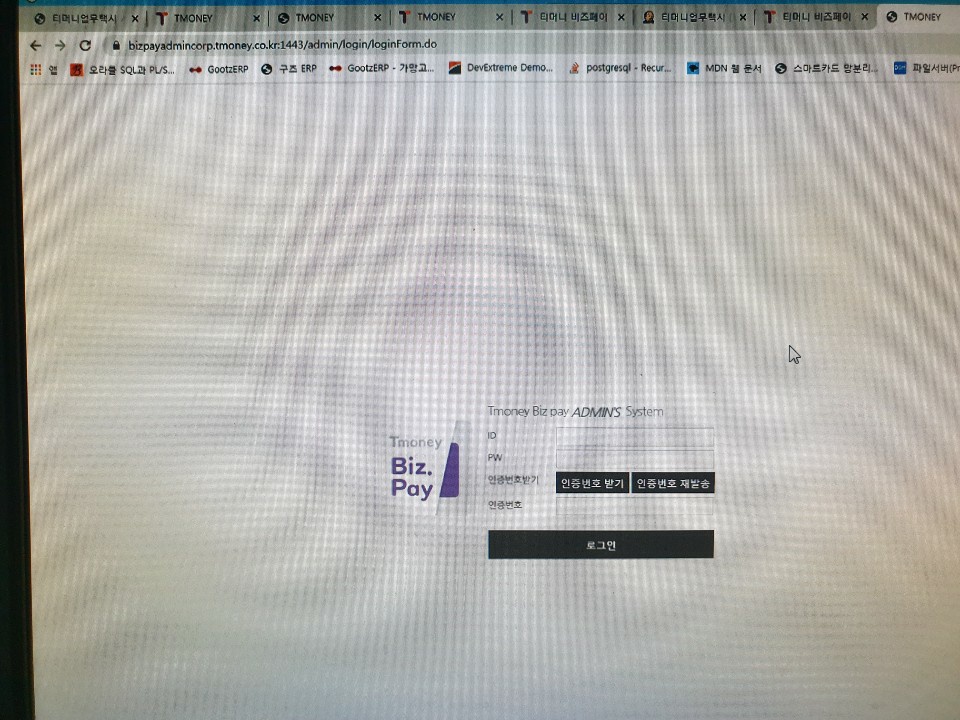 티머니업무택시
TMONEY
TMONEY
TMONEY
티머니 비즈페이
티머니업무택시
티머니 비즈페이
TMONEY
bizpayadmincorp.tmoney.co.kr:1443/admin/login/loginForm.do
앱
오라클 SQL과 PL/S...
GootzERP
구즈 ERP
GootzERP - 가망고...
DevExtreme Demo...
postgresql - Recur...
MDN 웹 문서
스마트카드 망분리...
파일서버(Pr
Tmoney Biz pay ADMIN'S System
Tmoney
Biz.
Pay
ID
PW
인증번호받기
인증번호 받기
인증번호 재발송
인증번호
로그인